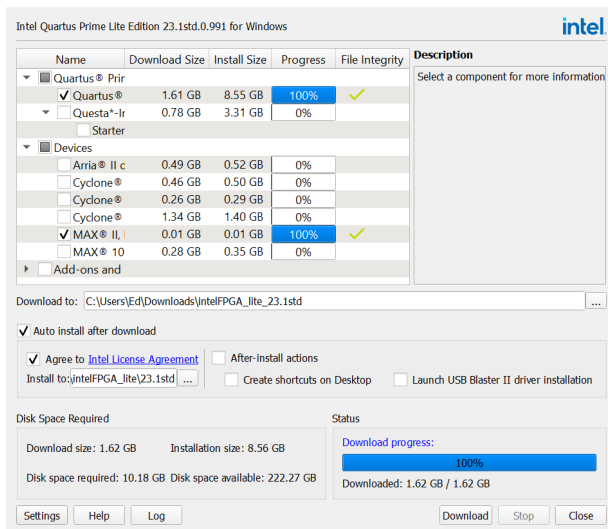 Intel Quartus Prime Lite Edition 23.1std.0.991 for Windows
intel.
Name Download Size Install Size Progress File Integrity
Quartus® Prir
Quartus® 1.61 GB 8.55 GB 100%
Questa*-Ir 0.78 GB 3.31 GB 0%
Starter
Devices
Arria® II c 0.49 GB 0.52 GB 0%
Cyclone® 0.46 GB 0.50 GB 0%
Cyclone® 0.26 GB 0.29 GB 0%
Cyclone® 1.34 GB 1.40 GB 0%
MAX® II, 0.01 GB 0.01 GB 100%
MAX® 10 0.28 GB 0.35 GB 0%
Add-ons and
Description
Select a component for more information
Download to: C:\Users\Ed\Downloads\intelFPGA_lite_23.1std ...
Auto install after download
Agree to Intel License Agreement
Install to: \intelFPGA_lite\23.1std ...
After-install actions
Create shortcuts on Desktop Launch USB Blaster II driver installation
Disk Space Required
Download size: 1.62 GB Installation size: 8.56 GB
Disk space required: 10.18 GB Disk space available: 222.27 GB
Status
Download progress:
100%
Downloaded: 1.62 GB / 1.62 GB
Settings Help Log Download Stop Close